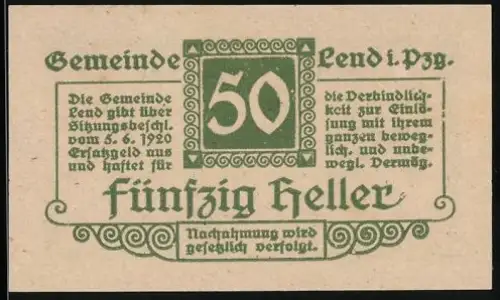 Gemeinde 50 Lend i. Pzg.
Die Gemeinde
Lend gibt über
Sitzungsbeschl.
vom 5. 6. 1920
Ersatzgeld aus
und haftet für
die Verbindlich-
keit zur Einlö-
sung mit ihrem
ganzen beweg-
lich. und unbe-
wegl. Vermög.
Fünfzig Heller
Nachahmung wird
gesetzlich verfolgt.